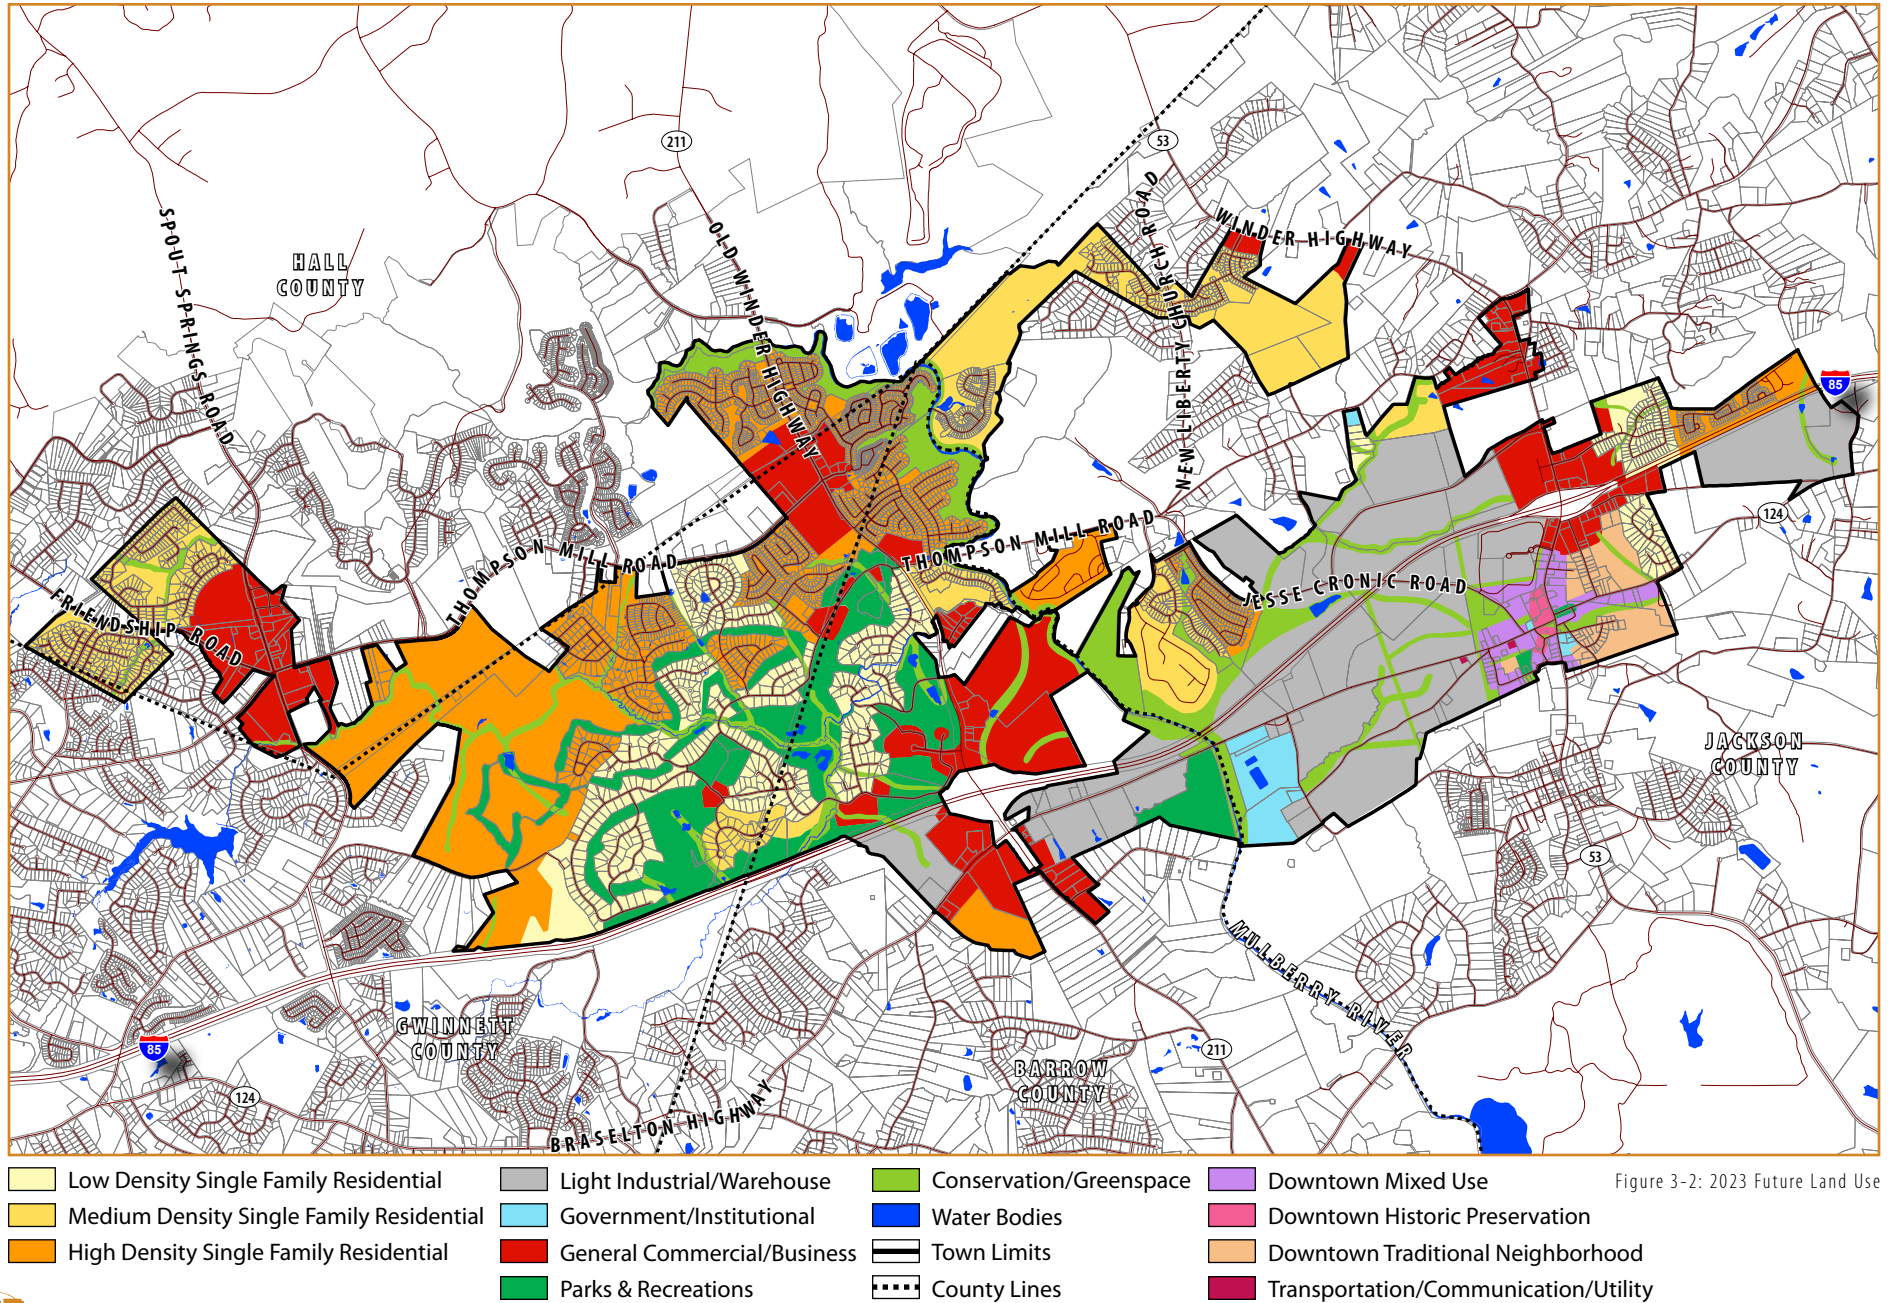 211
53
SPOUT SPRINGS ROAD
OLD WINDER HIGHWAY
NEW LIBERTY CHURCH ROAD
WINDER HIGHWAY
HALL
COUNTY
85
124
THOMPSON MILL ROAD
THOMPSON MILL ROAD
JESSE CRONIC ROAD
FRIENDSHIP ROAD
JACKSON
COUNTY
53
MULBERRY RIVER
GWINNETT
COUNTY
85
124
211
BARROW
COUNTY
BRASELTON HIGHWAY
Low Density Single Family Residential
Medium Density Single Family Residential
High Density Single Family Residential
Light Industrial/Warehouse
Government/Institutional
General Commercial/Business
Parks & Recreations
Conservation/Greenspace
Water Bodies
Town Limits
County Lines
Downtown Mixed Use
Downtown Historic Preservation
Downtown Traditional Neighborhood
Transportation/Communication/Utility
Figure 3-2: 2023 Future Land Use